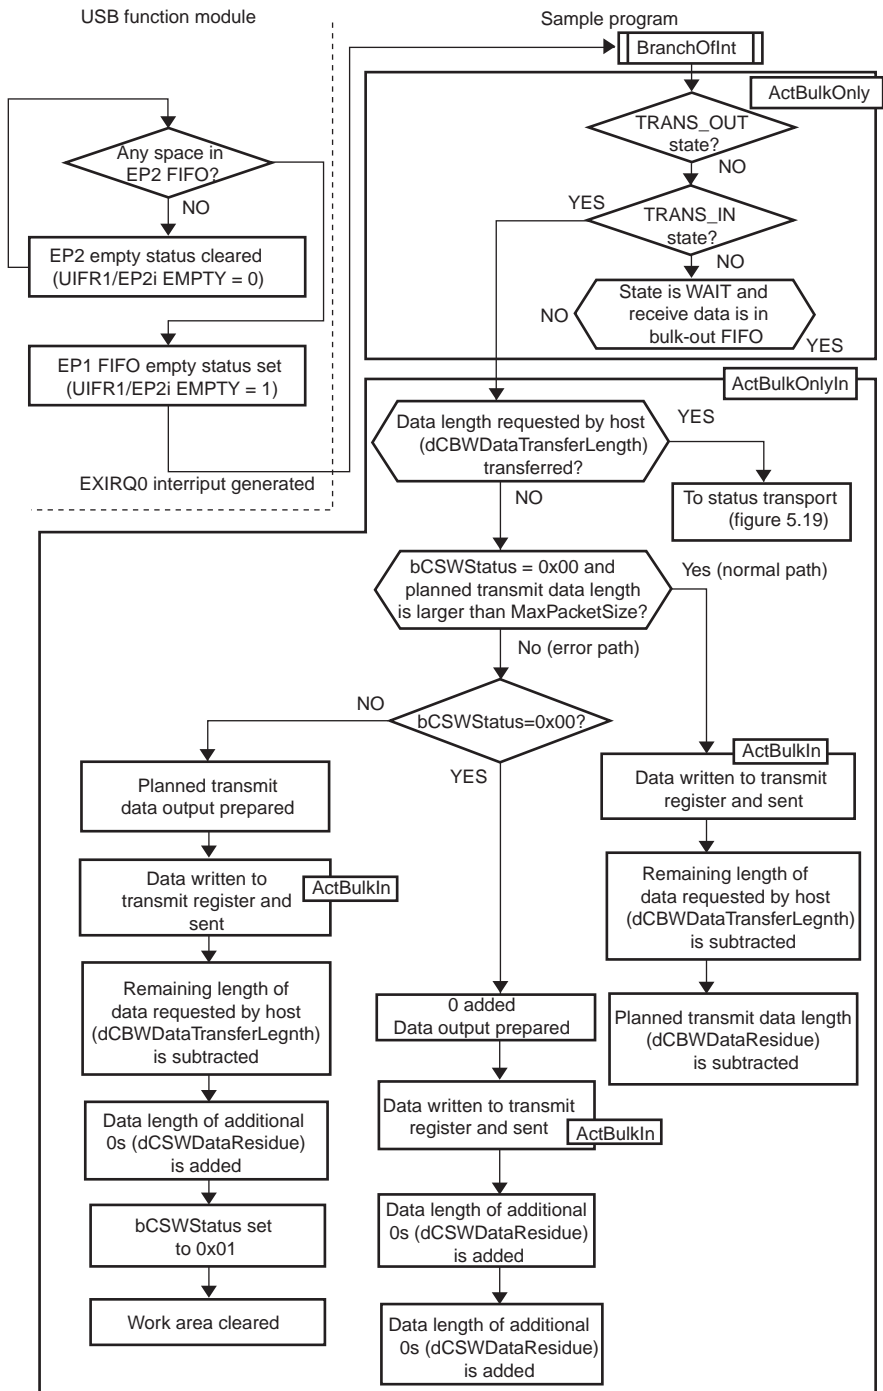 USB function module
Sample program
BranchOfInt
ActBulkOnly
TRANS_OUT
state?
NO
Any space in
EP2 FIFO?
NO
YES
TRANS_IN
state?
NO
EP2 empty status cleared
(UIFR1/EP2i EMPTY = 0)
NO
State is WAIT and
receive data is in
bulk-out FIFO
YES
EP1 FIFO empty status set
(UIFR1/EP2i EMPTY = 1)
ActBulkOnlyIn
Data length requested by host
(dCBWDataTransferLength)
transferred?
YES
EXIRQ0 interriput generated
NO
To status transport
(figure 5.19)
bCSWStatus = 0x00 and
planned transmit data length
is larger than MaxPacketSize?
Yes (normal path)
No (error path)
NO
bCSWStatus=0x00?
YES
ActBulkIn
Data written to transmit
register and sent
Planned transmit
data output prepared
Data written to
transmit register and
sent
ActBulkIn
Remaining length of
data requested by host
(dCBWDataTransferLegnth)
is subtracted
Remaining length of
data requested by host
(dCBWDataTransferLegnth)
is subtracted
0 added
Data output prepared
Planned transmit data length
(dCBWDataResidue)
is subtracted
Data written to transmit
register and sent
ActBulkIn
Data length of additional
0s (dCSWDataResidue)
is added
Data length of additional
0s (dCSWDataResidue)
is added
bCSWStatus set
to 0x01
Work area cleared
Data length of additional
0s (dCSWDataResidue)
is added